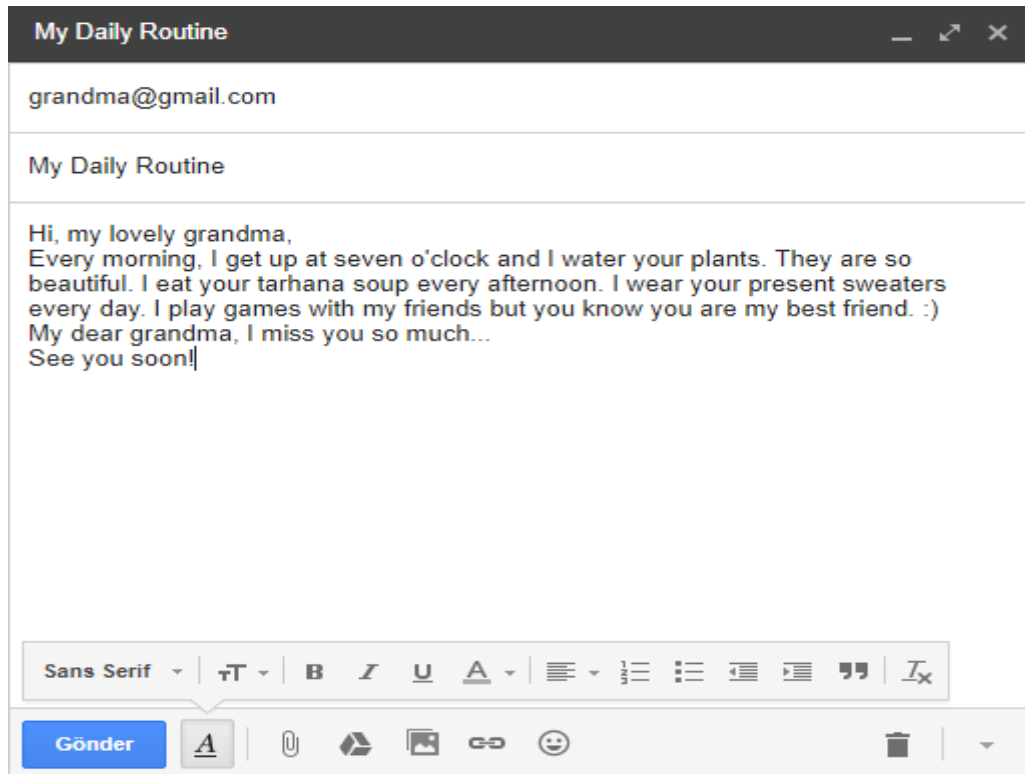 My Daily Routine
grandma@gmail.com
My Daily Routine
Hi, my lovely grandma,
Every morning, I get up at seven o'clock and I water your plants. They are so
beautiful. I eat your tarhana soup every afternoon. I wear your present sweaters
every day. I play games with my friends but you know you are my best friend. :)
My dear grandma, I miss you so much...
See you soon!
Sans Serif
Gönder